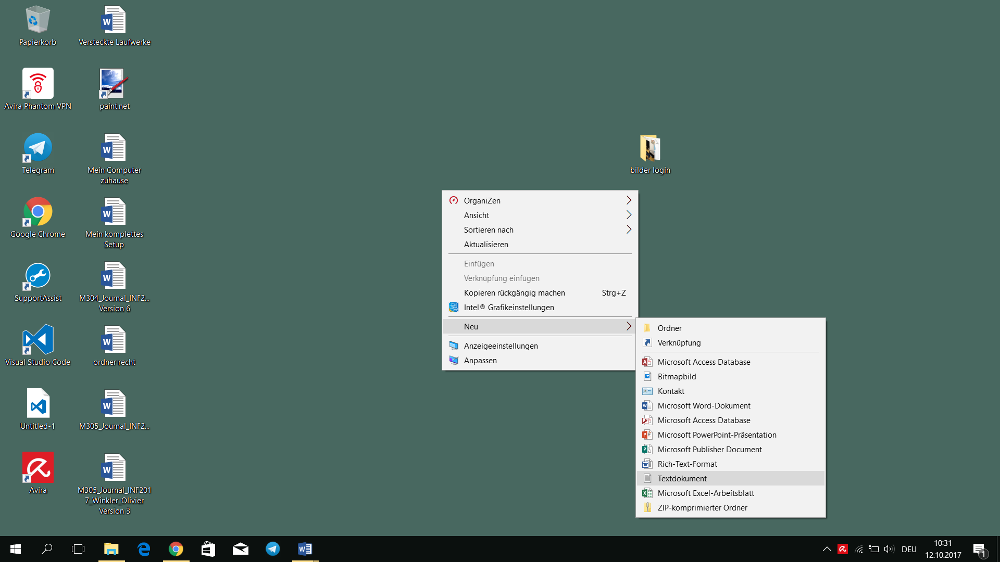 Papierkorb
Versteckte Laufwerke
Avira Phantom VPN
paint.net
Telegram
Mein Computer
zuhause
bilder login
Google Chrome
Mein komplettes
Setup
SupportAssist
M304_Journal_INF2...
Version 6
Visual Studio Code
ordner recht
Untitled-1
M305_Journal_INF2...
Avira
M305_Journal_INF201
7_Winkler_Olivier
Version 3
OrganiZen
Ansicht
Sortieren nach
Aktualisieren
Einfügen
Verknüpfung einfügen
Kopieren rückgängig machen Strg+Z
Intel® Grafikeinstellungen
Neu
Anzeigeeinstellungen
Anpassen
Ordner
Verknüpfung
Microsoft Access Database
Bitmapbild
Kontakt
Microsoft Word-Dokument
Microsoft Access Database
Microsoft PowerPoint-Präsentation
Microsoft Publisher Document
Rich-Text-Format
Textdokument
Microsoft Excel-Arbeitsblatt
ZIP-komprimierter Ordner
DEU
10:31
12.10.2017
1